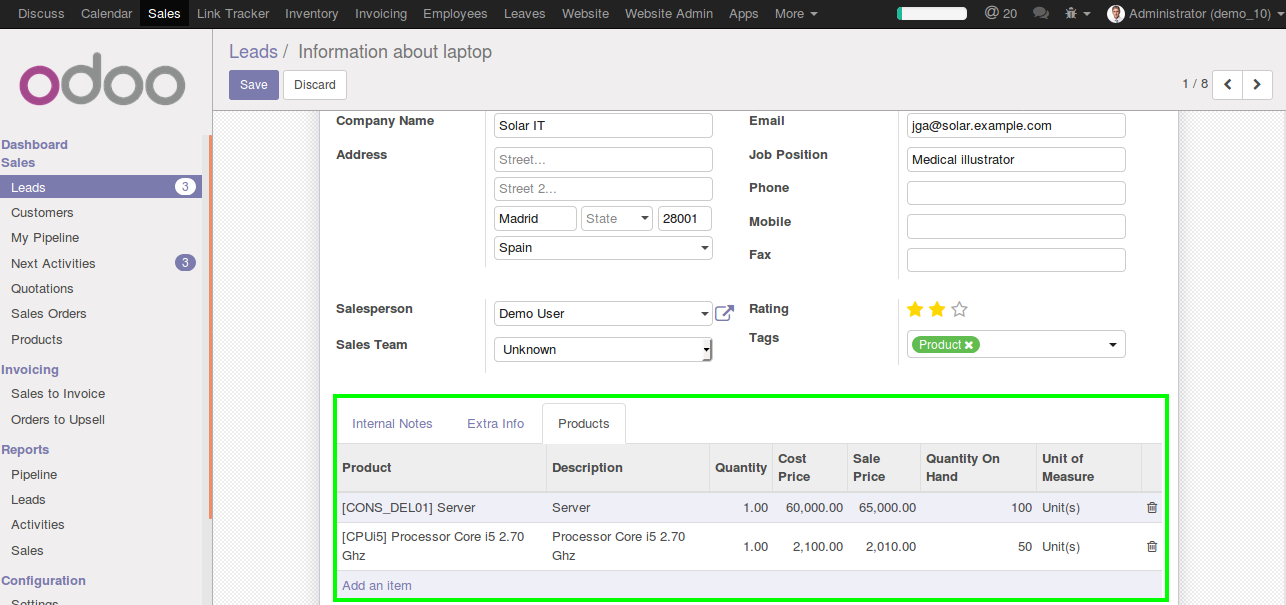 Discuss Calendar Sales Link Tracker Inventory Invoicing Employees Leaves Website Website Admin Apps More @ 20 Administrator (demo_10)
odoo
Dashboard
Sales
Leads 3
Customers
My Pipeline
Next Activities 3
Quotations
Sales Orders
Products
Invoicing
Sales to Invoice
Orders to Upsell
Reports
Pipeline
Leads
Activities
Sales
Configuration
Settings
Leads / Information about laptop
Save Discard 1 / 8
Company Name Solar IT Email jga@solar.example.com
Address Street... Job Position Medical illustrator
Street 2... Phone
Madrid State 28001 Mobile
Spain Fax
Salesperson Demo User Rating
Sales Team Unknown Tags Product
Internal Notes Extra Info Products
Product Description Quantity Cost Price Sale Price Quantity On Hand Unit of Measure
[CONS_DEL01] Server Server 1.00 60,000.00 65,000.00 100 Unit(s)
[CPUi5] Processor Core i5 2.70 Ghz Processor Core i5 2.70 Ghz 1.00 2,100.00 2,010.00 50 Unit(s)
Add an item